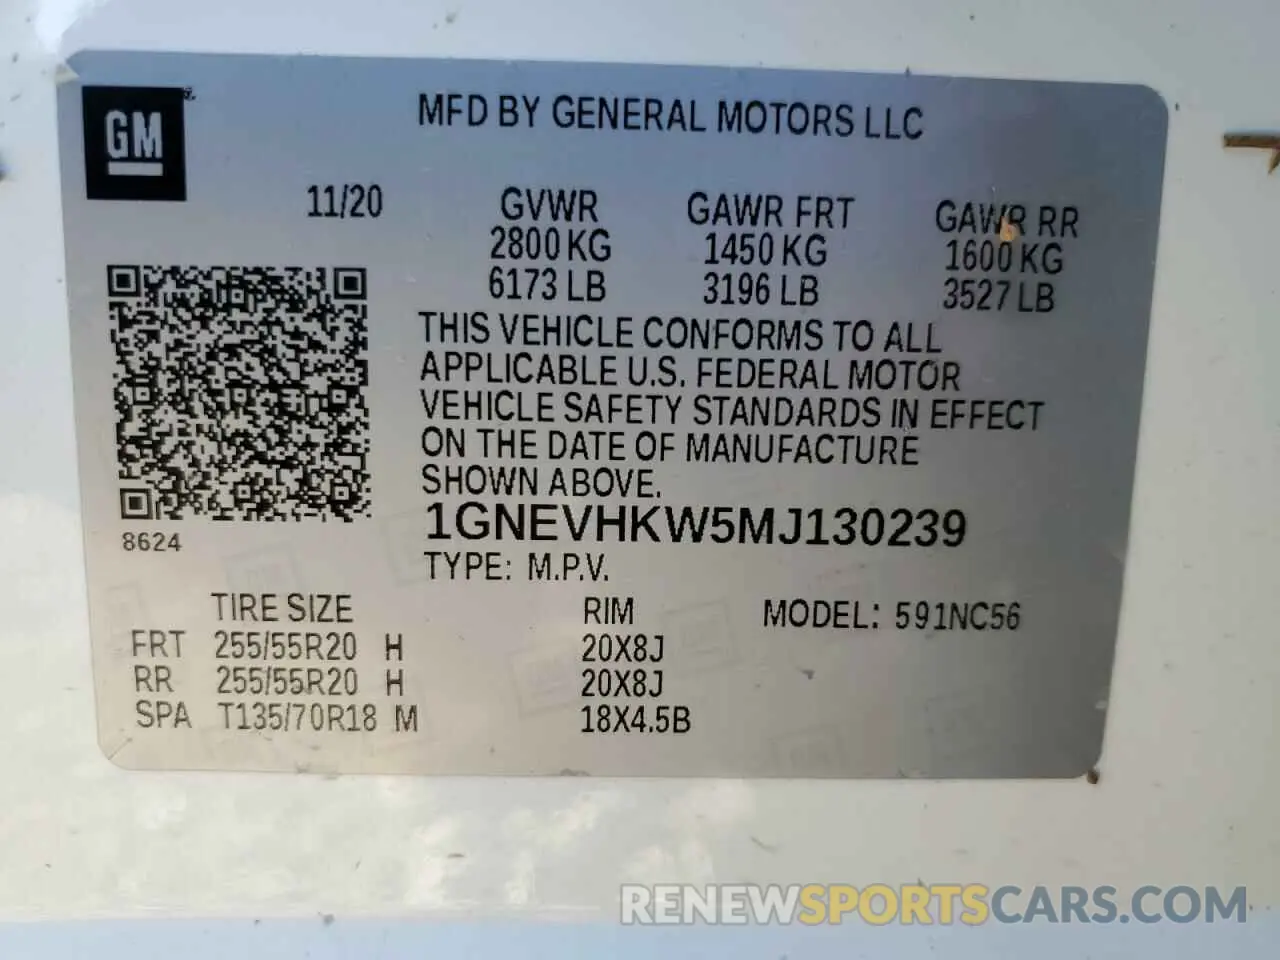 GM
MFD BY GENERAL MOTORS LLC
11/20 GVWR GAWR FRT GAWR RR
2800 KG 1450 KG 1600 KG
6173 LB 3196 LB 3527 LB
THIS VEHICLE CONFORMS TO ALL
APPLICABLE U.S. FEDERAL MOTOR
VEHICLE SAFETY STANDARDS IN EFFECT
ON THE DATE OF MANUFACTURE
SHOWN ABOVE.
8624
1GNEVHKW5MJ130239
TYPE: M.P.V.
TIRE SIZE RIM MODEL: 591NC56
FRT 255/55R20 H 20X8J
RR 255/55R20 H 20X8J
SPA T135/70R18 M 18X4.5B
RENEWSPORTSCARS.COM